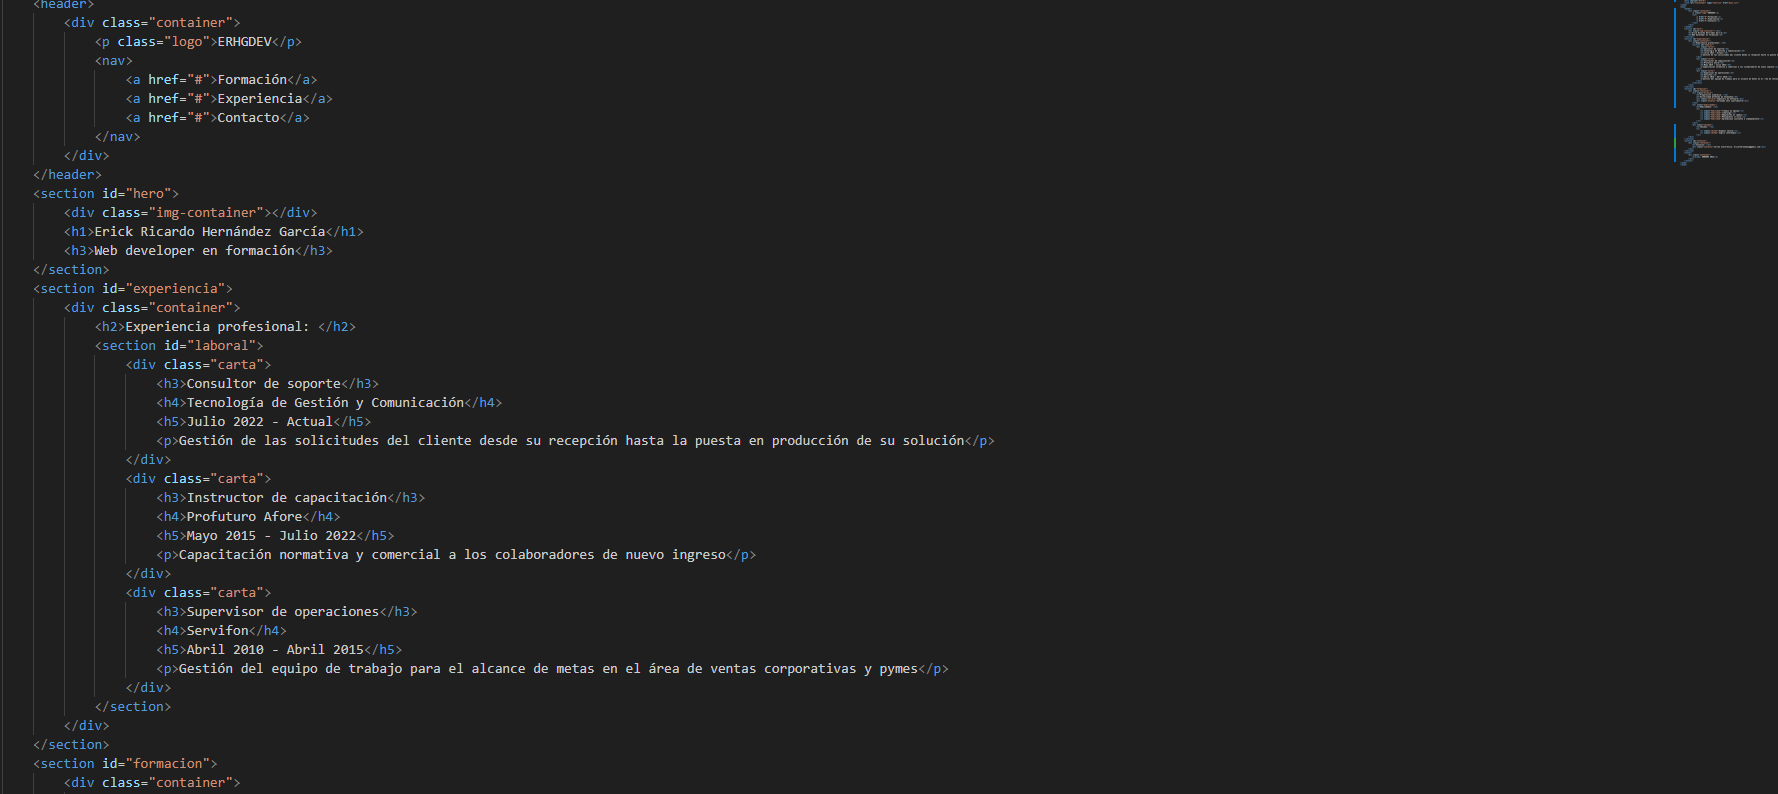 <header>
<div class="container">
<p class="logo">ERHGDEV</p>
<nav>
<a href="#">Formación</a>
<a href="#">Experiencia</a>
<a href="#">Contacto</a>
</nav>
</div>
</header>
<section id="hero">
<div class="img-container"></div>
<h1>Erick Ricardo Hernández García</h1>
<h3>Web developer en formación</h3>
</section>
<section id="experiencia">
<div class="container">
<h2>Experiencia profesional: </h2>
<section id="laboral">
<div class="carta">
<h3>Consultor de soporte</h3>
<h4>Tecnología de Gestión y Comunicación</h4>
<h5>Julio 2022 - Actual</h5>
<p>Gestión de las solicitudes del cliente desde su recepción hasta la puesta en producción de su solución</p>
</div>
<div class="carta">
<h3>Instructor de capacitación</h3>
<h4>Profuturo Afore</h4>
<h5>Mayo 2015 - Julio 2022</h5>
<p>Capacitación normativa y comercial a los colaboradores de nuevo ingreso</p>
</div>
<div class="carta">
<h3>Supervisor de operaciones</h3>
<h4>Servifon</h4>
<h5>Abril 2010 - Abril 2015</h5>
<p>Gestión del equipo de trabajo para el alcance de metas en el área de ventas corporativas y pymes</p>
</div>
</section>
</div>
</section>
<section id="formacion">
<div class="container">